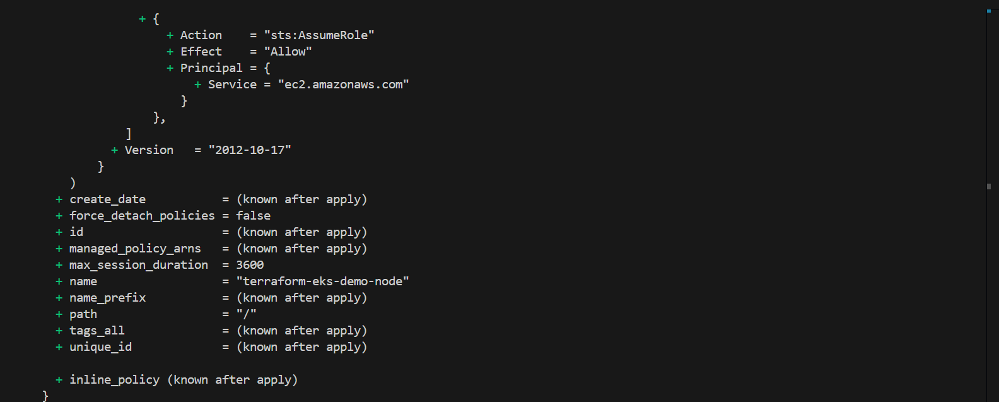 + {
+ Action    = "sts:AssumeRole"
+ Effect    = "Allow"
+ Principal = {
+ Service = "ec2.amazonaws.com"
}
},
]
+ Version   = "2012-10-17"
}
)
+ create_date           = (known after apply)
+ force_detach_policies = false
+ id                    = (known after apply)
+ managed_policy_arns   = (known after apply)
+ max_session_duration  = 3600
+ name                  = "terraform-eks-demo-node"
+ name_prefix           = (known after apply)
+ path                  = "/"
+ tags_all              = (known after apply)
+ unique_id             = (known after apply)
+ inline_policy (known after apply)
}